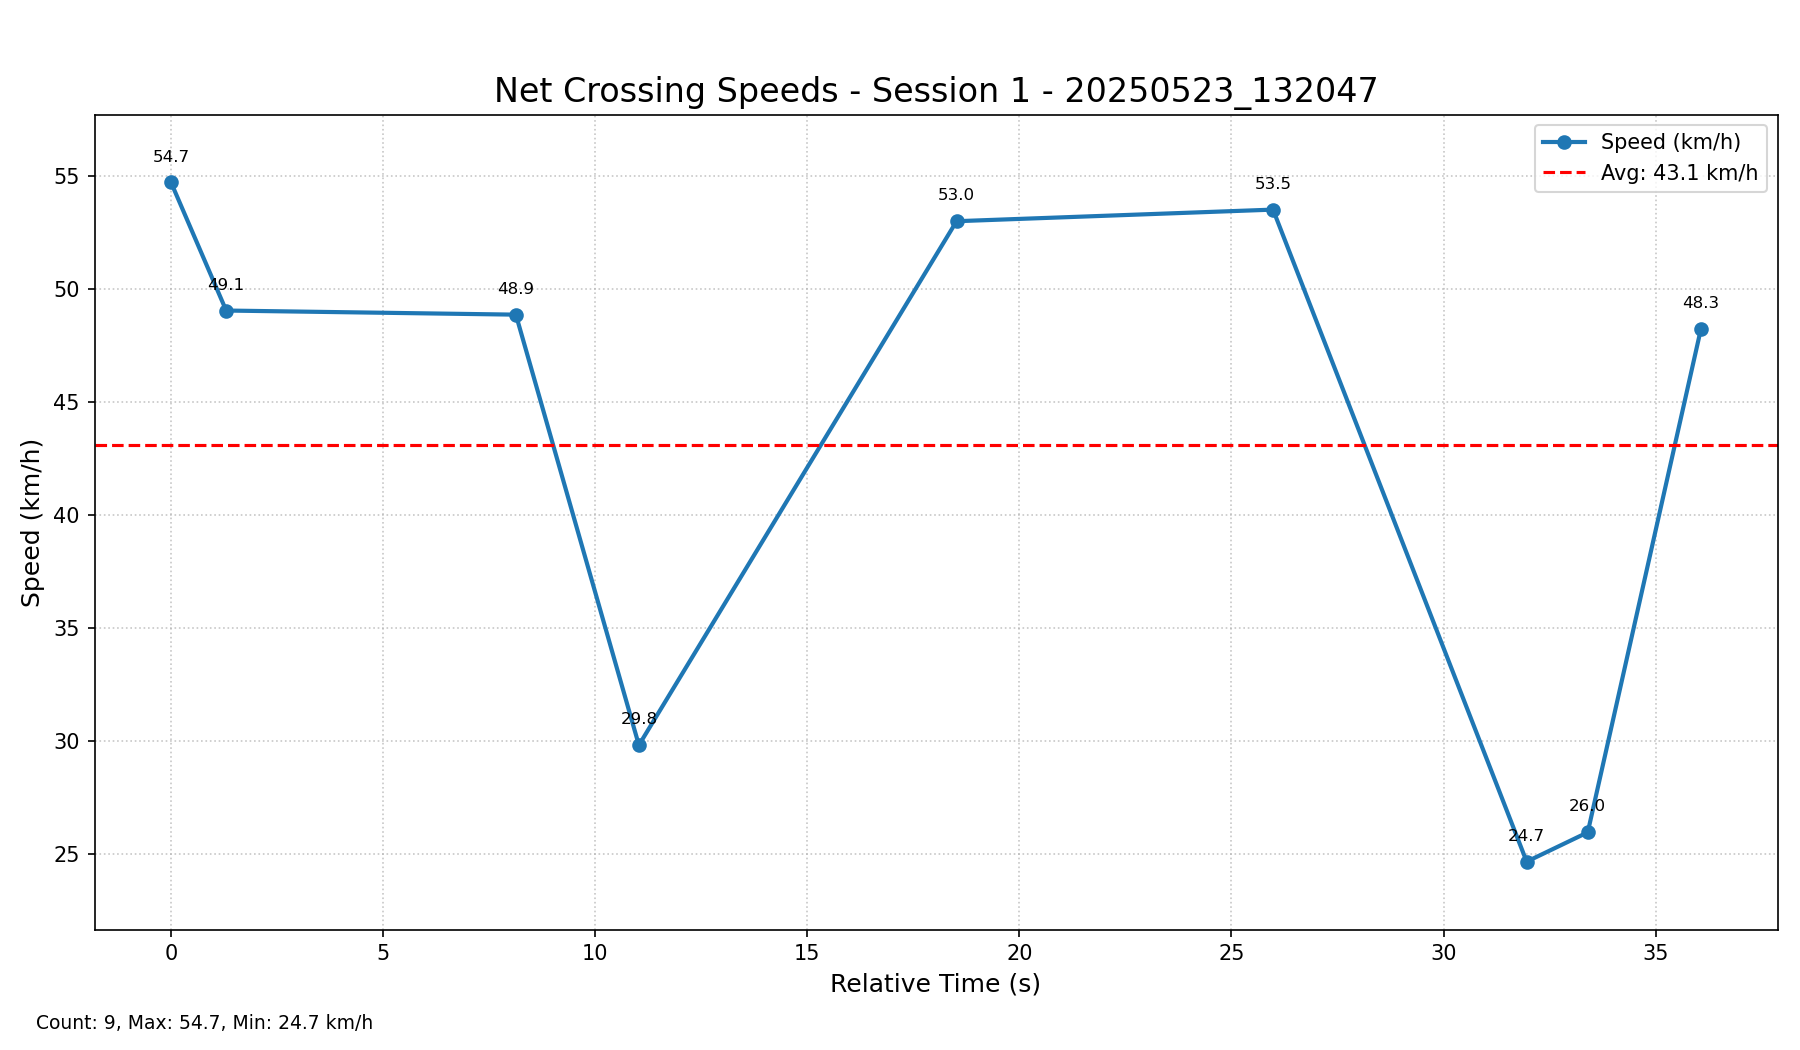 Net Crossing Speeds - Session 1 - 20250523_132047
Speed (km/h)
Avg: 43.1 km/h
54.7
49.1
48.9
29.8
53.0
53.5
24.7
26.0
48.3
55
50
45
40
35
30
25
Speed (km/h)
0 5 10 15 20 25 30 35
Relative Time (s)
Count: 9, Max: 54.7, Min: 24.7 km/h